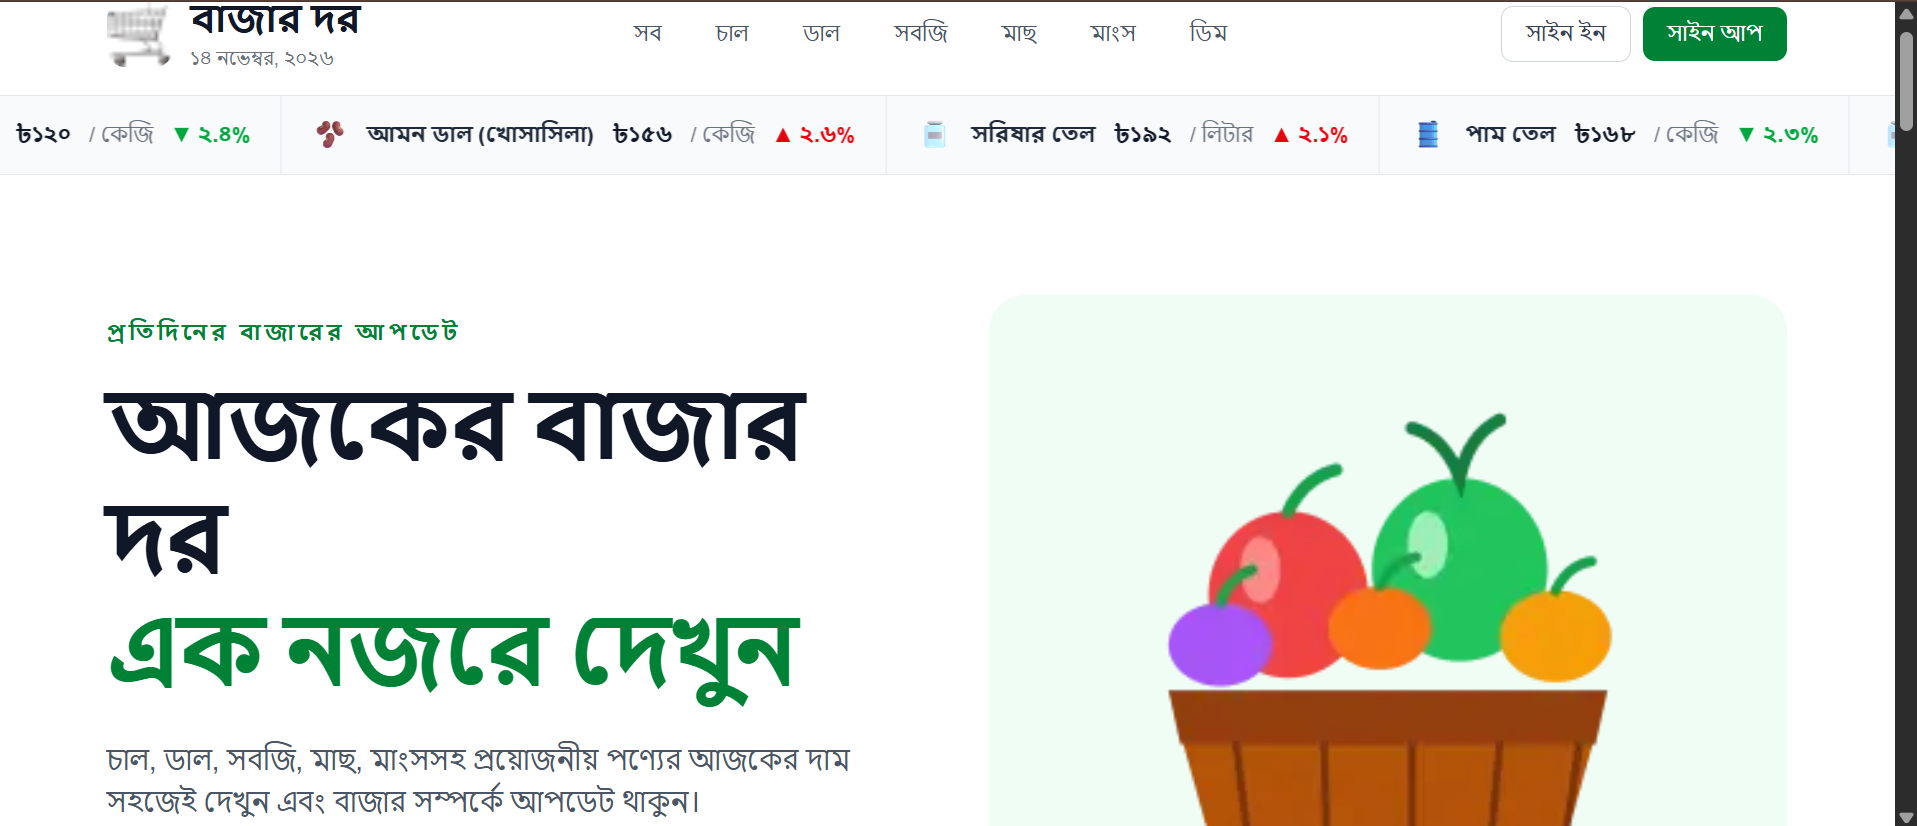 বাজার দর
১৪ নভেম্বর, ২০২৬
সব চাল ডাল সবজি মাছ মাংস ডিম
সাইন ইন সাইন আপ
৳১২০ / কেজি ▼ ২.৪% আমন ডাল (খোসাসিলা) ৳১৫৬ / কেজি ▲ ২.৬% সরিষার তেল ৳১৯২ / লিটার ▲ ২.১% পাম তেল ৳১৬৮ / কেজি ▼ ২.৩%
প্রতিদিনের বাজারের আপডেট
আজকের বাজার
দর
এক নজরে দেখুন
চাল, ডাল, সবজি, মাছ, মাংসসহ প্রয়োজনীয় পণ্যের আজকের দাম
সহজেই দেখুন এবং বাজার সম্পর্কে আপডেট থাকুন।